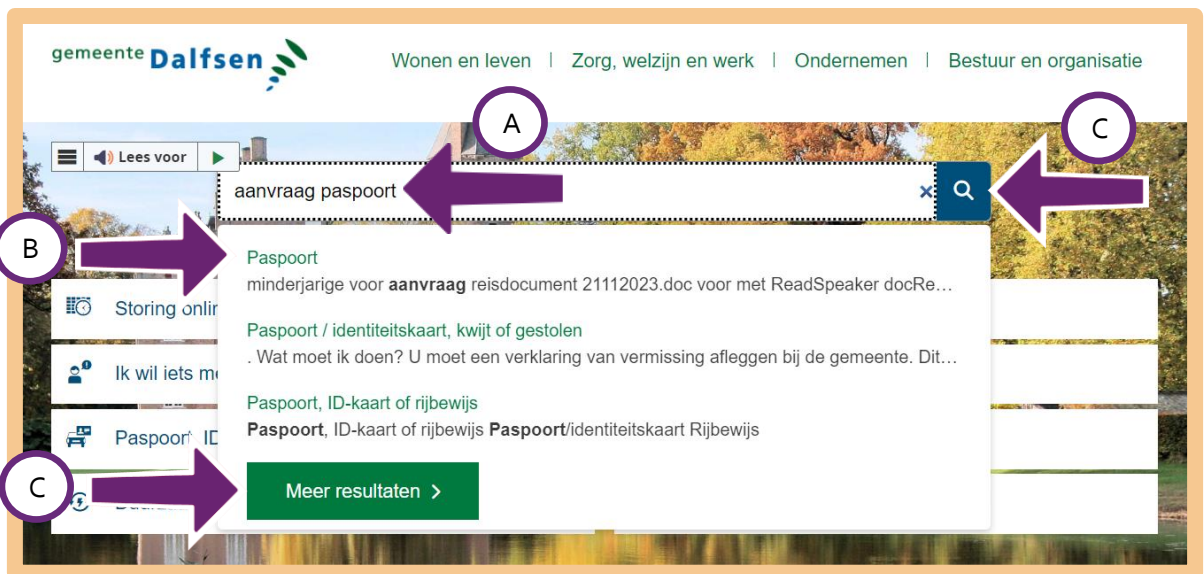 gemeente Dalfsen
Wonen en leven | Zorg, welzijn en werk | Ondernemen | Bestuur en organisatie
A
C
Lees voor
aanvraag paspoort
×
B
Paspoort
minderjarige voor aanvraag reisdocument 21112023.doc voor met ReadSpeaker docRe…
Storing onlin
Paspoort / identiteitskaart, kwijt of gestolen
. Wat moet ik doen? U moet een verklaring van vermissing afleggen bij de gemeente. Dit…
Ik wil iets me
Paspoort, ID-kaart of rijbewijs
Paspoort, ID-kaart of rijbewijs Paspoort/identiteitskaart Rijbewijs
Paspoort, ID
C
Meer resultaten >